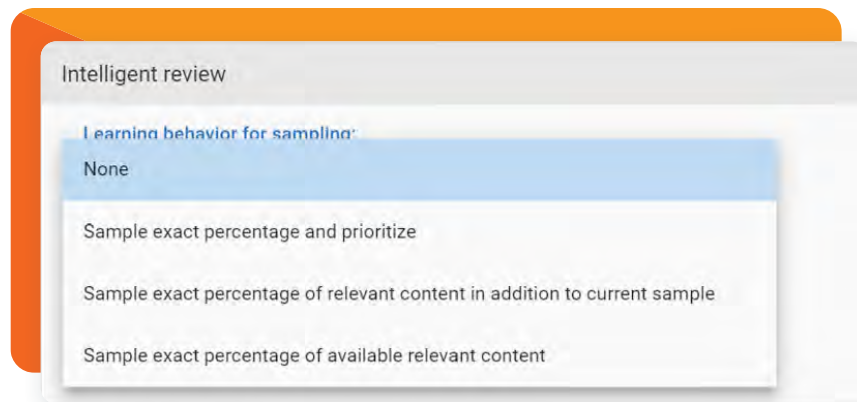 Intelligent review
Learning behavior for sampling:
None
Sample exact percentage and prioritize
Sample exact percentage of relevant content in addition to current sample
Sample exact percentage of available relevant content